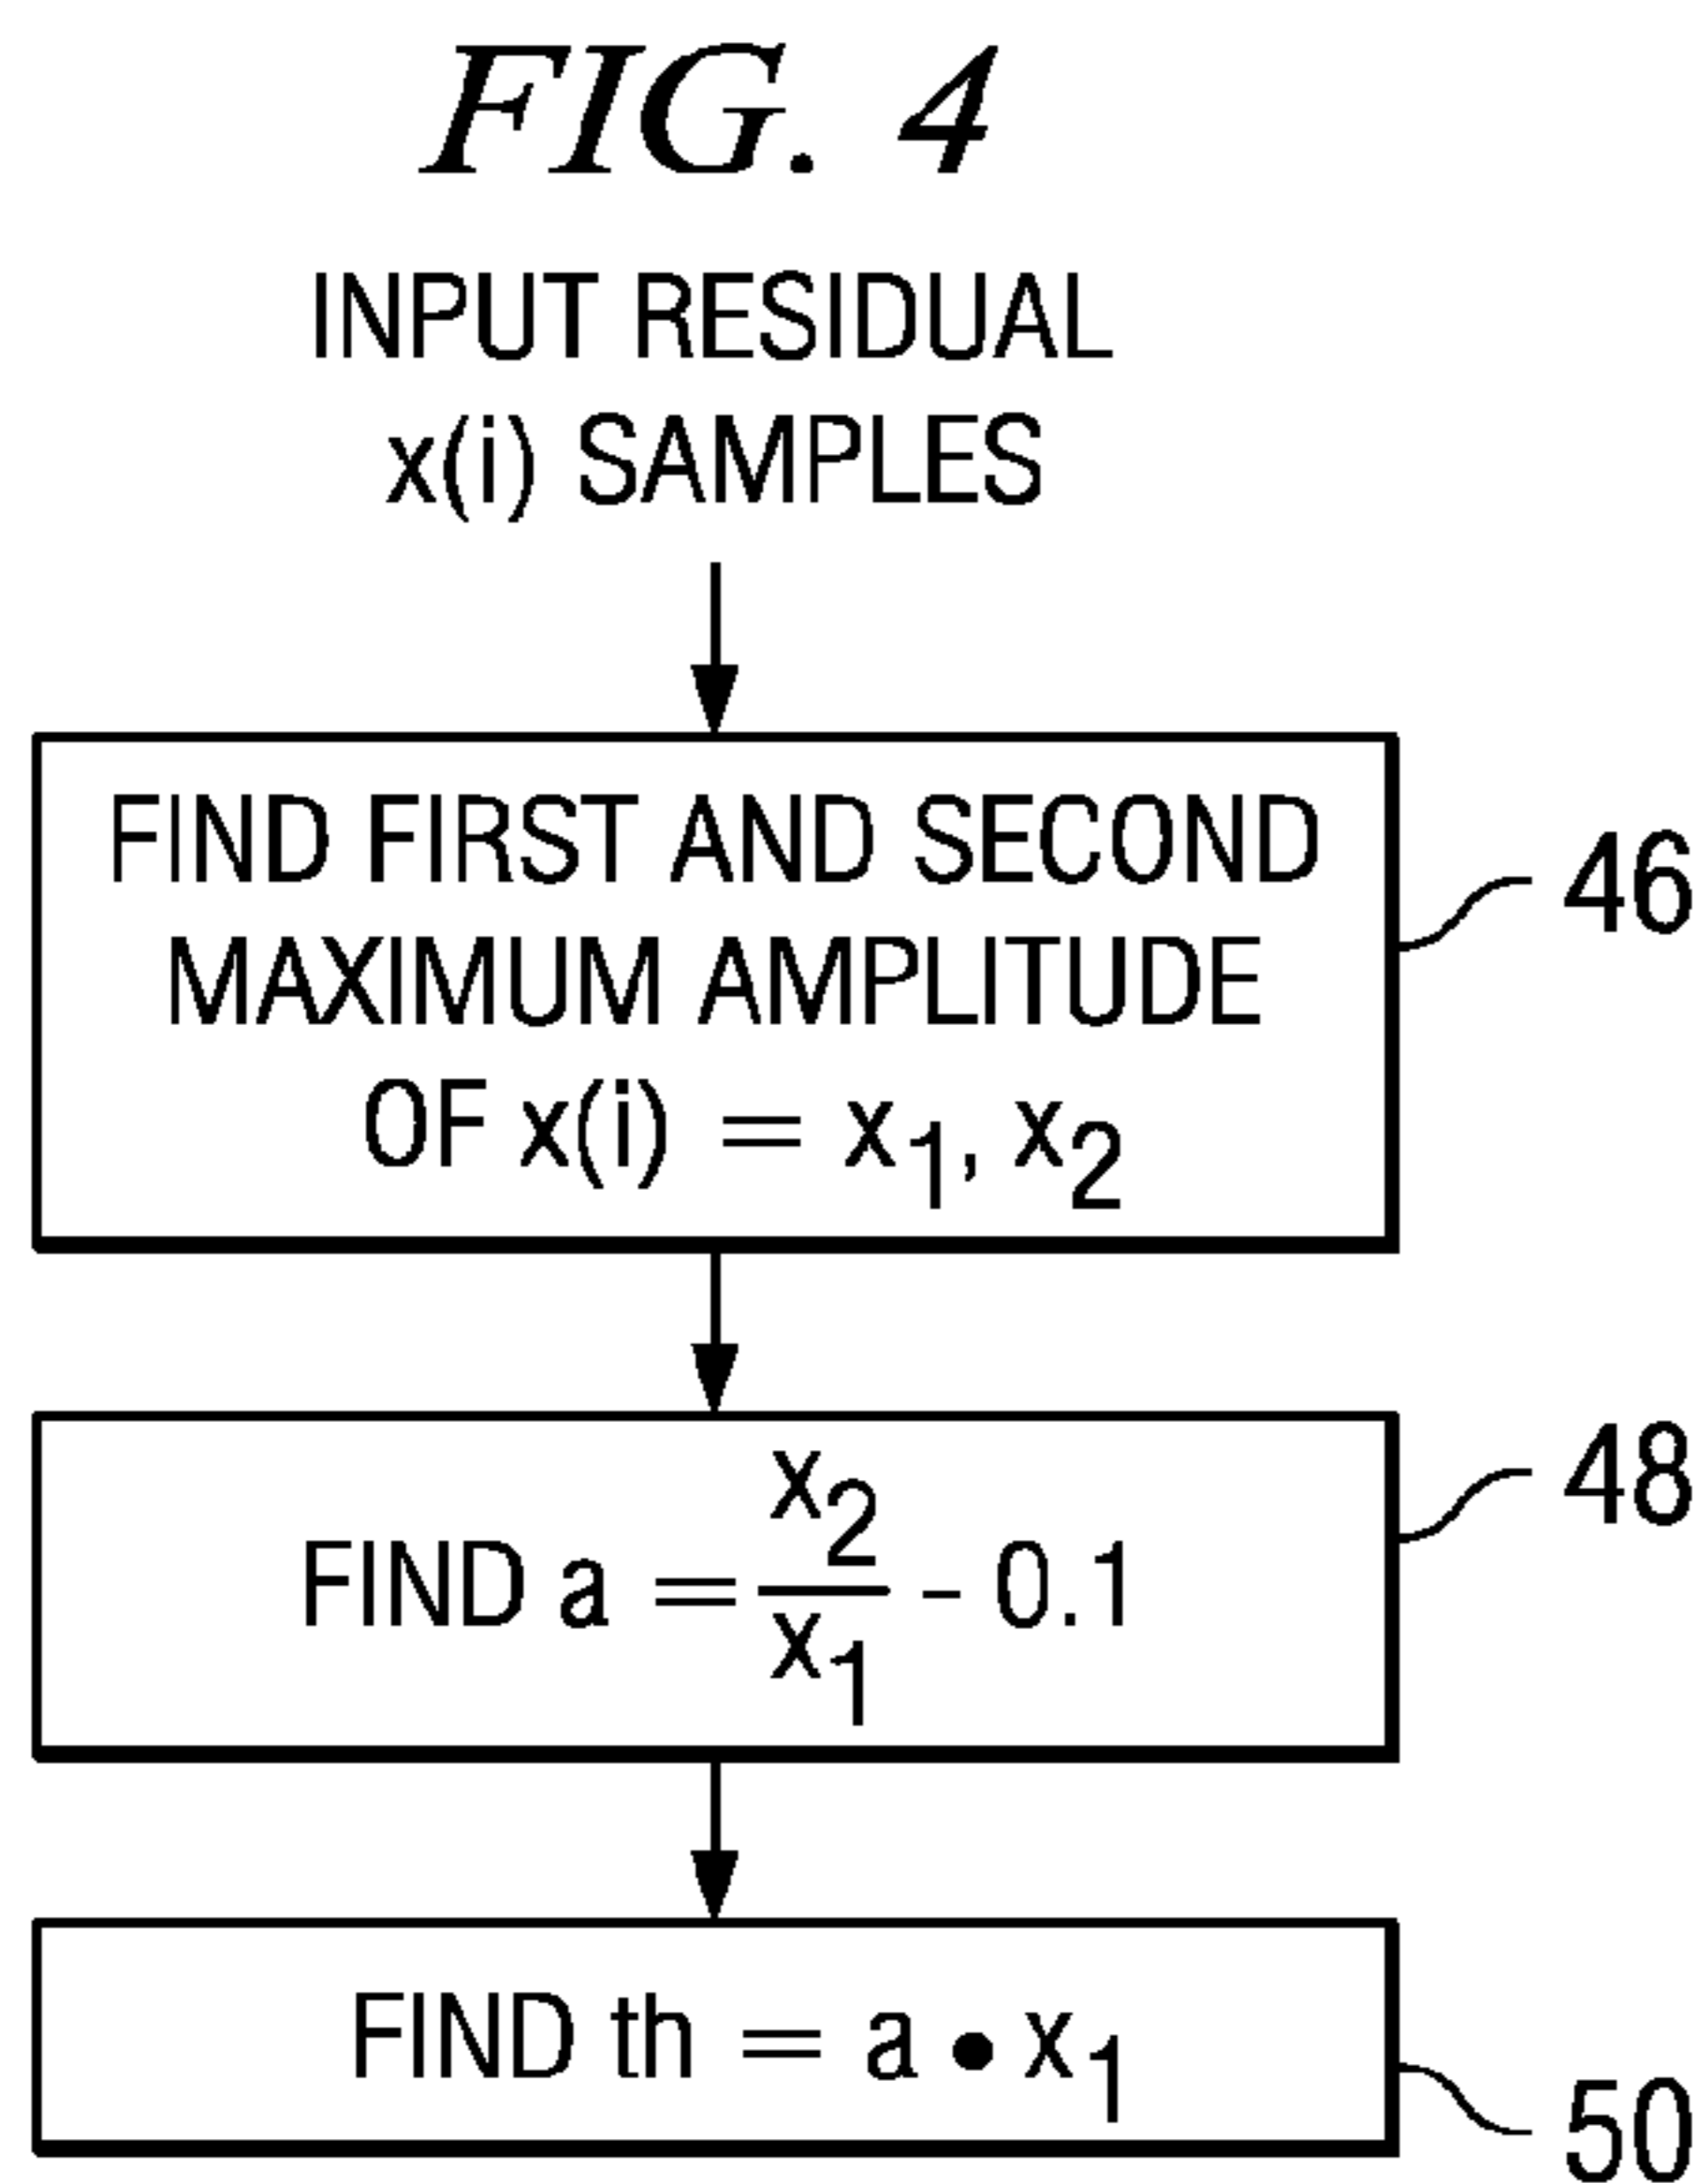 FIG. 4
INPUT RESIDUAL
x(i) SAMPLES
FIND FIRST AND SECOND
MAXIMUM AMPLITUDE
OF x(i) = x₁, x₂
46
FIND a = x₂/x₁ - 0.1
48
FIND th = a • x₁
50